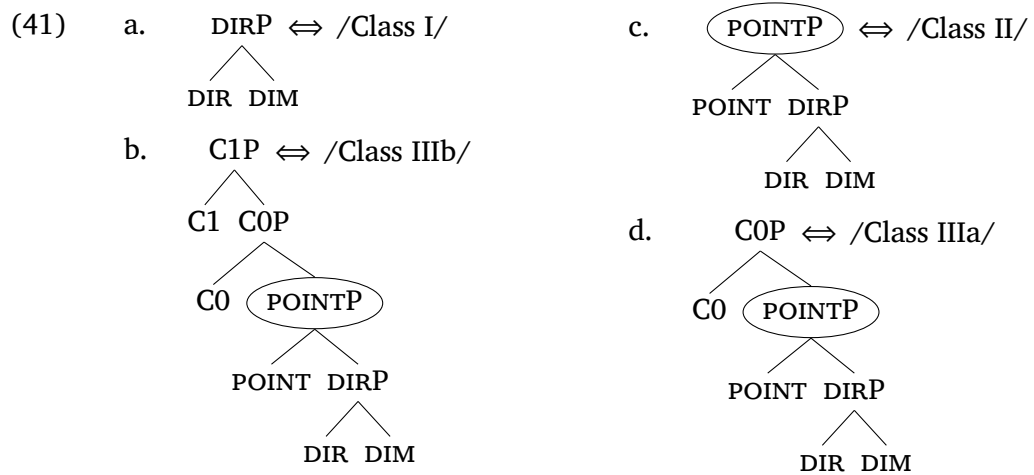 (41) a. DIRP ⇔ /Class I/
DIR DIM
b. C1P ⇔ /Class IIIb/
C1 C0P
C0 POINTP
POINT DIRP
DIR DIM
c. POINTP ⇔ /Class II/
POINT DIRP
DIR DIM
d. C0P ⇔ /Class IIIa/
C0 POINTP
POINT DIRP
DIR DIM